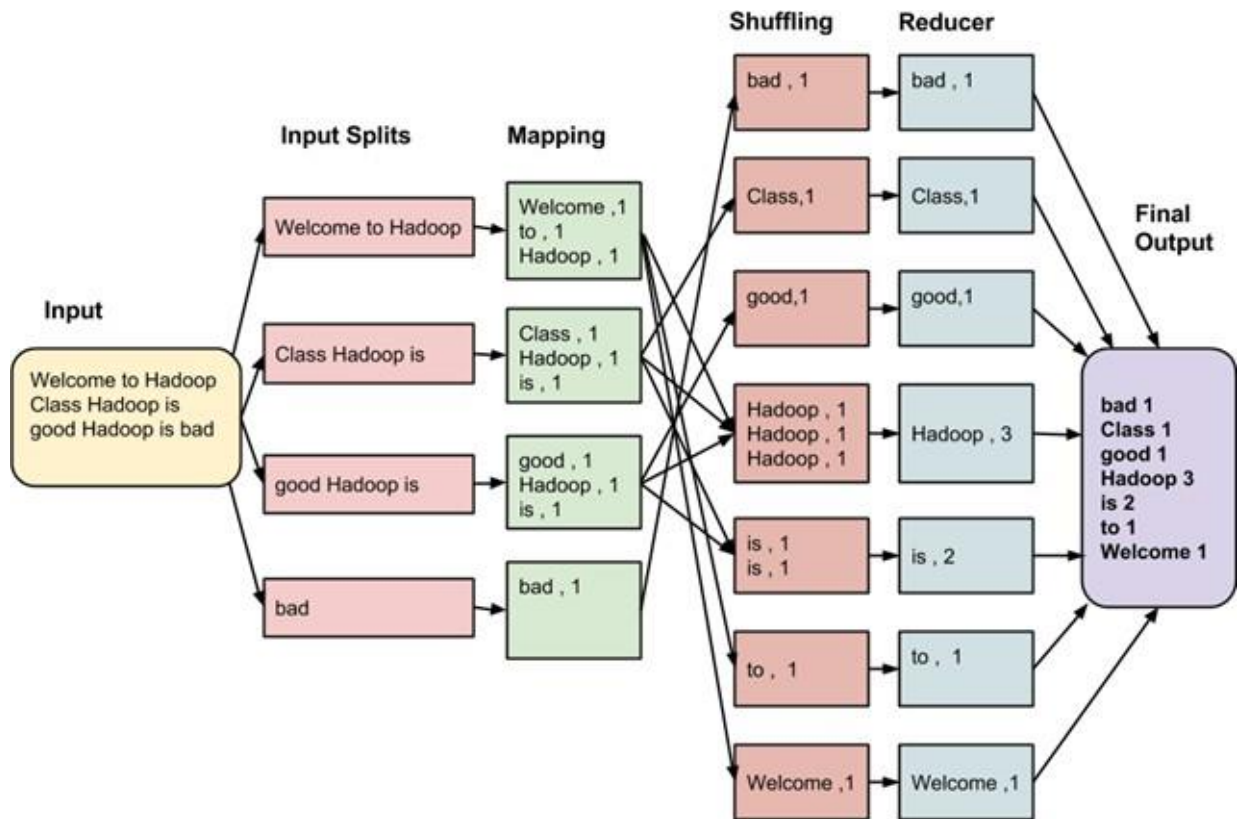 Shuffling
Reducer
Input Splits
Mapping
Final
Output
Input
Welcome to Hadoop
Class Hadoop is
good Hadoop is bad
Welcome to Hadoop
Class Hadoop is
good Hadoop is
bad
Welcome ,1
to , 1
Hadoop , 1
Class , 1
Hadoop , 1
is , 1
good , 1
Hadoop , 1
is , 1
bad , 1
bad , 1
Class,1
good,1
Hadoop , 1
Hadoop , 1
Hadoop , 1
is , 1
is , 1
to , 1
Welcome ,1
bad , 1
Class,1
good,1
Hadoop , 3
is , 2
to , 1
Welcome ,1
bad 1
Class 1
good 1
Hadoop 3
is 2
to 1
Welcome 1